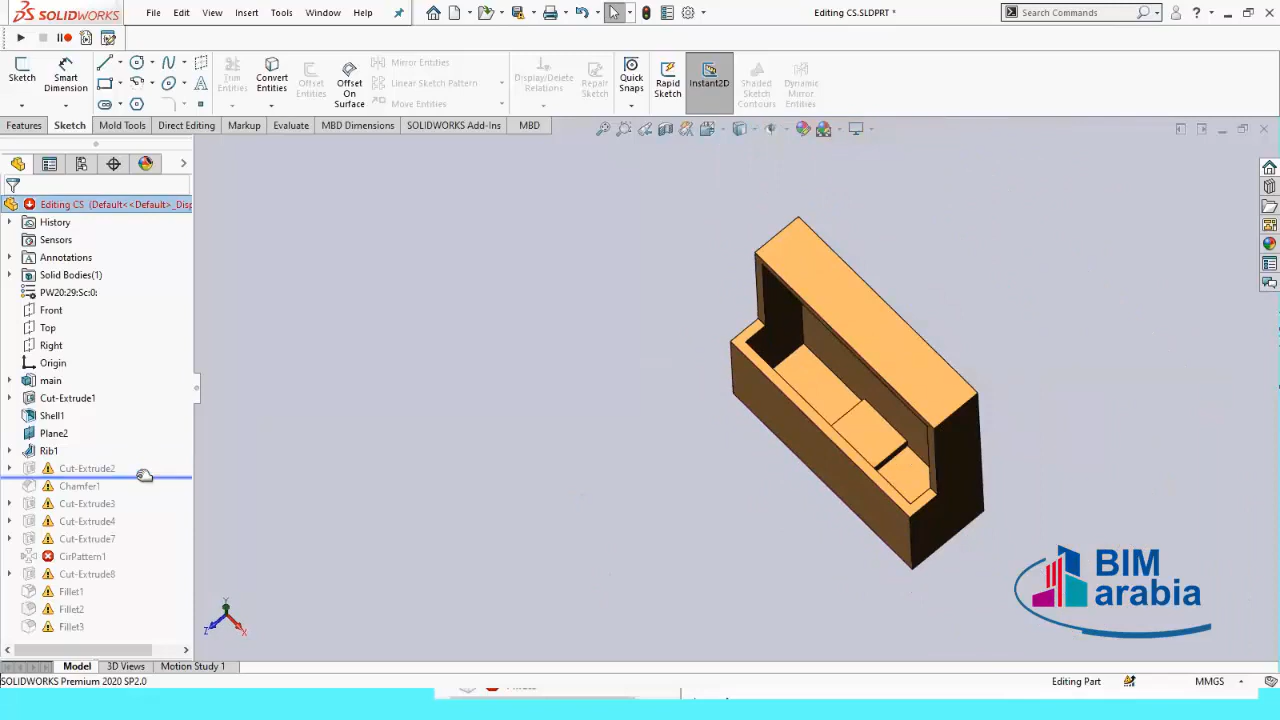 SOLIDWORKS File Edit View Insert Tools Window Help Editing CS.SLDPRT * Search Commands
Sketch Smart Dimension Trim Entities Convert Entities Offset Entities Offset On Surface Mirror Entities Linear Sketch Pattern Move Entities Display/Delete Relations Repair Sketch Quick Snaps Rapid Sketch Instant2D Shaded Sketch Contours Dynamic Mirror Entities
Features Sketch Mold Tools Direct Editing Markup Evaluate MBD Dimensions SOLIDWORKS Add-Ins MBD
Editing CS (Default<<Default>_Disp
History
Sensors
Annotations
Solid Bodies(1)
PW20:29:Sc:0:
Front
Top
Right
Origin
main
Cut-Extrude1
Shell1
Plane2
Rib1
Cut-Extrude2
Chamfer1
Cut-Extrude3
Cut-Extrude4
Cut-Extrude7
CirPattern1
Cut-Extrude8
Fillet1
Fillet2
Fillet3
Y
Z X
BIM
arabia
Model 3D Views Motion Study 1
SOLIDWORKS Premium 2020 SP2.0 Editing Part MMGS